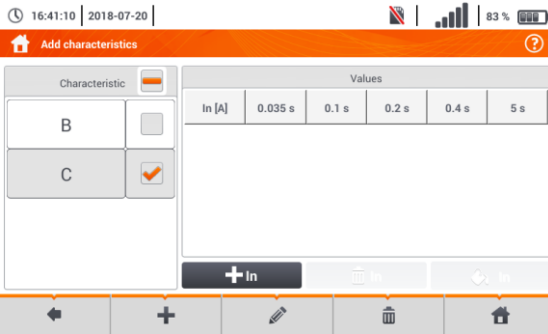 16:41:10 2018-07-20 83 %
Add characteristics ?
Characteristic
Values
In [A] 0.035 s 0.1 s 0.2 s 0.4 s 5 s
B
C
+ In In In